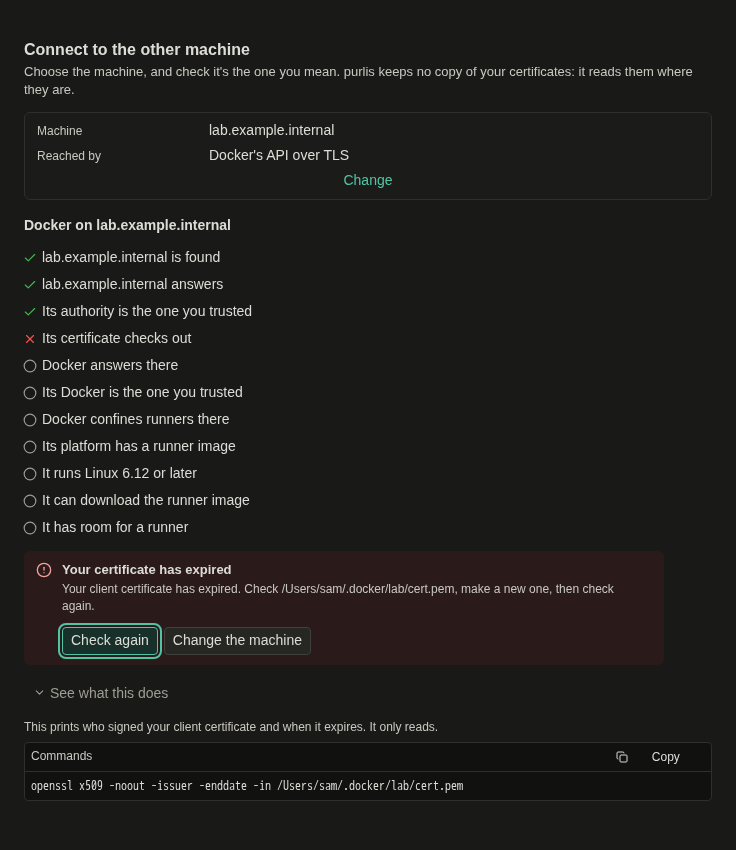 Connect to the other machine
Choose the machine, and check it's the one you mean. purlis keeps no copy of your certificates: it reads them where
they are.
Machine lab.example.internal
Reached by Docker's API over TLS
Change
Docker on lab.example.internal
lab.example.internal is found
lab.example.internal answers
Its authority is the one you trusted
Its certificate checks out
Docker answers there
Its Docker is the one you trusted
Docker confines runners there
Its platform has a runner image
It runs Linux 6.12 or later
It can download the runner image
It has room for a runner
Your certificate has expired
Your client certificate has expired. Check /Users/sam/.docker/lab/cert.pem, make a new one, then check
again.
Check again Change the machine
See what this does
This prints who signed your client certificate and when it expires. It only reads.
Commands Copy
openssl x509 -noout -issuer -enddate -in /Users/sam/.docker/lab/cert.pem